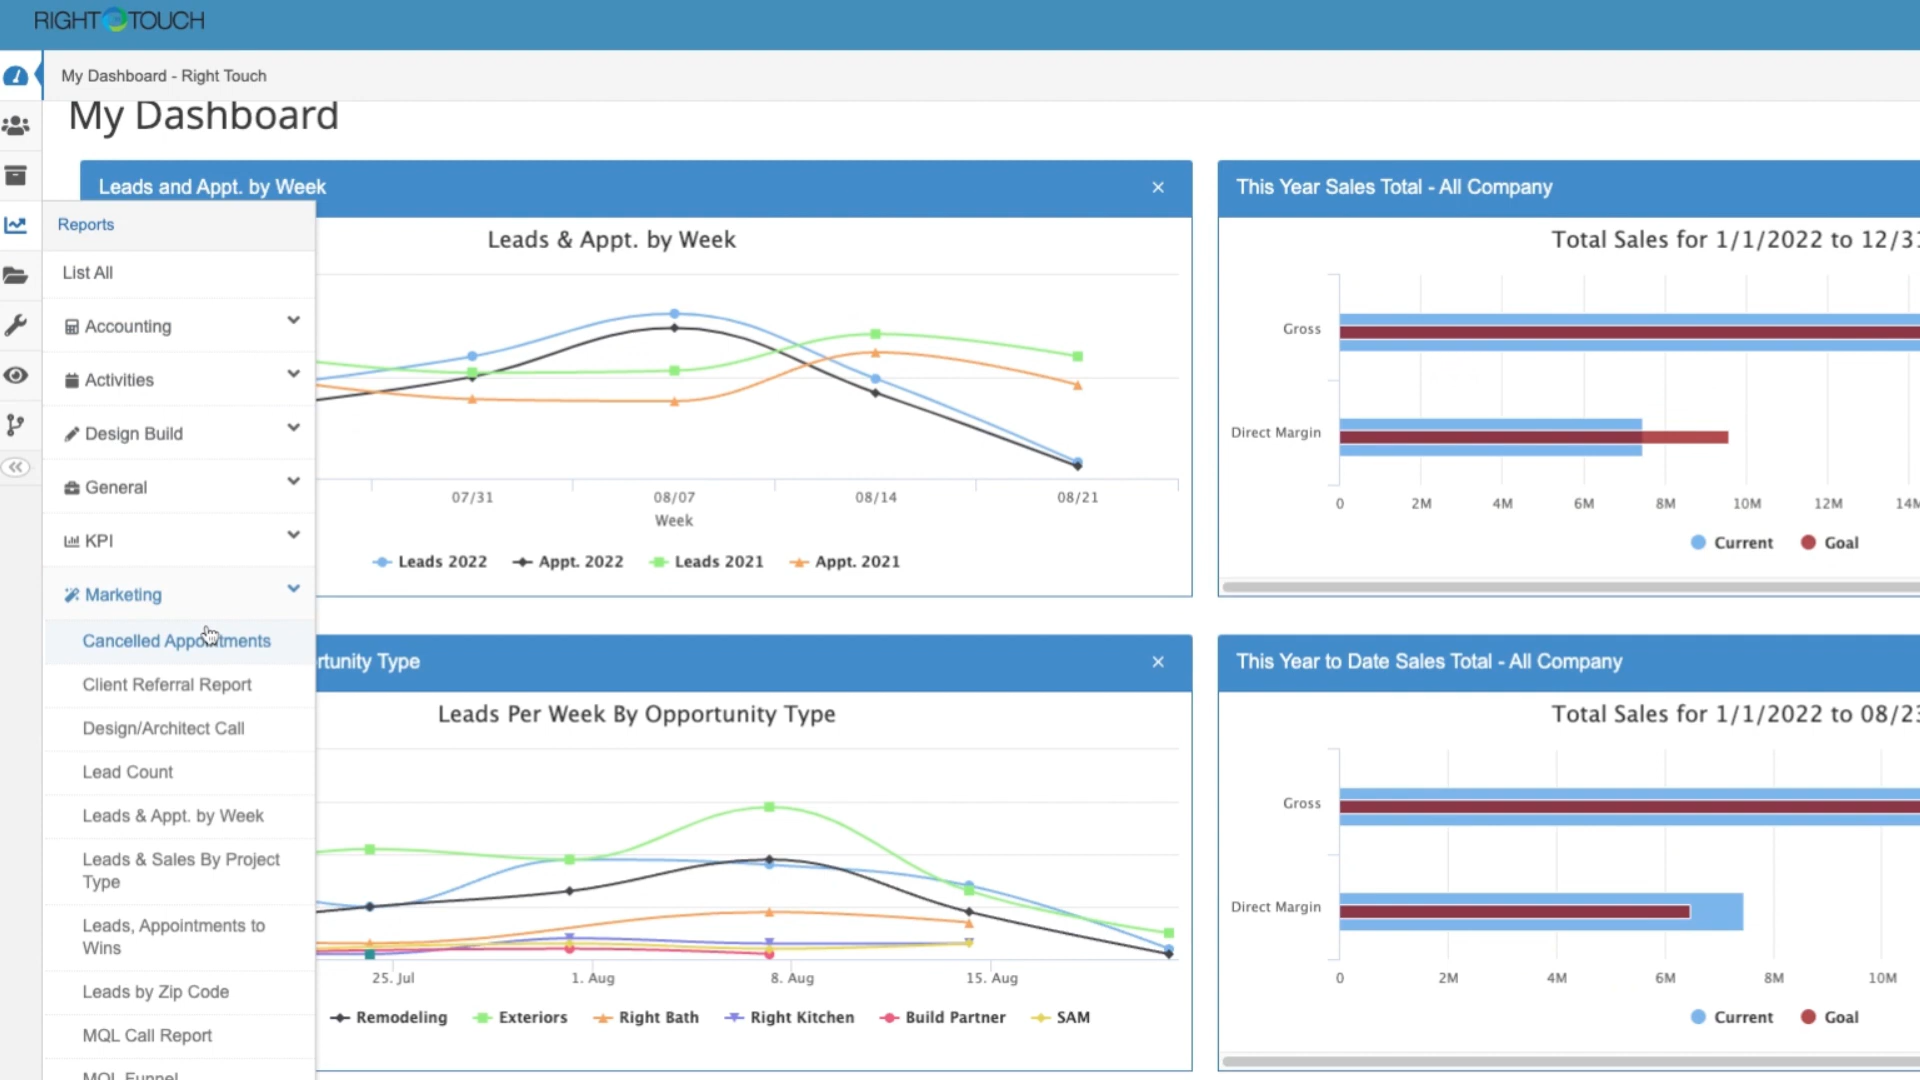 RIGHT TOUCH
My Dashboard - Right Touch
My Dashboard
Leads and Appt. by Week
×
This Year Sales Total - All Company
Reports
List All
Accounting
Activities
Design Build
General
KPI
Marketing
Cancelled Appointments
Client Referral Report
Design/Architect Call
Lead Count
Leads & Appt. by Week
Leads & Sales By Project
Type
Leads, Appointments to
Wins
Leads by Zip Code
MQL Call Report
MQL Funnel
Leads & Appt. by Week
07/31
08/07
08/14
08/21
Week
Leads 2022
Appt. 2022
Leads 2021
Appt. 2021
Total Sales for 1/1/2022 to 12/31
Gross
Direct Margin
0
2M
4M
6M
8M
10M
12M
14M
Current
Goal
rtunity Type
×
Leads Per Week By Opportunity Type
25. Jul
1. Aug
8. Aug
15. Aug
Remodeling
Exteriors
Right Bath
Right Kitchen
Build Partner
SAM
This Year to Date Sales Total - All Company
Total Sales for 1/1/2022 to 08/23
Gross
Direct Margin
0
2M
4M
6M
8M
10M
Current
Goal